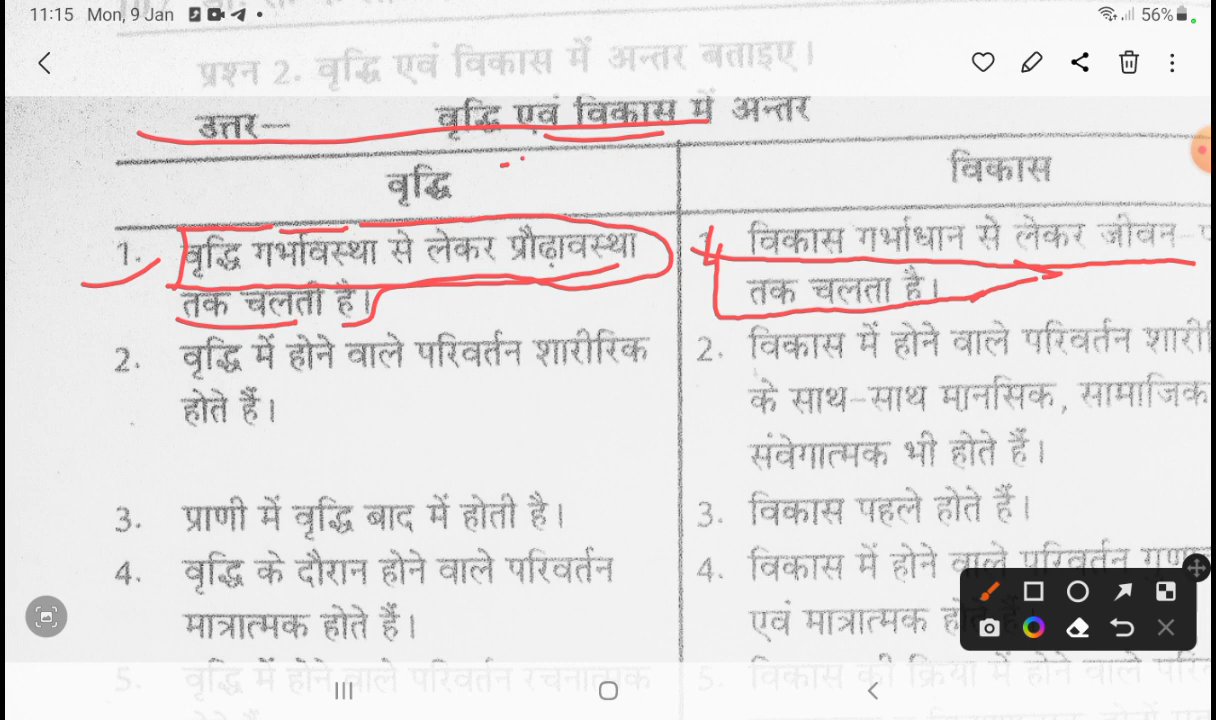 11:15 Mon, 9 Jan
56%
प्रश्न 2. वृद्धि एवं विकास में अन्तर बताइए।
उत्तर— वृद्धि एवं विकास में अन्तर
वृद्धि
विकास
1. वृद्धि गर्भावस्था से लेकर प्रौढ़ावस्था
तक चलती है।
1. विकास गर्भाधान से लेकर जीवन-
तक चलता है।
2. वृद्धि में होने वाले परिवर्तन शारीरिक
होते हैं।
2. विकास में होने वाले परिवर्तन
के साथ-साथ मानसिक, सामाजिक
संवेगात्मक भी होते हैं।
3. प्राणी में वृद्धि बाद में होती है।
3. विकास पहले होते हैं।
4. वृद्धि के दौरान होने वाले परिवर्तन
मात्रात्मक होते हैं।
4. विकास में होने वाले परिवर्तन
एवं मात्रात्मक
5. वृद्धि में होने वाले परिवर्तन रचनात्मक
5. विकास की क्रिया में होने वाले